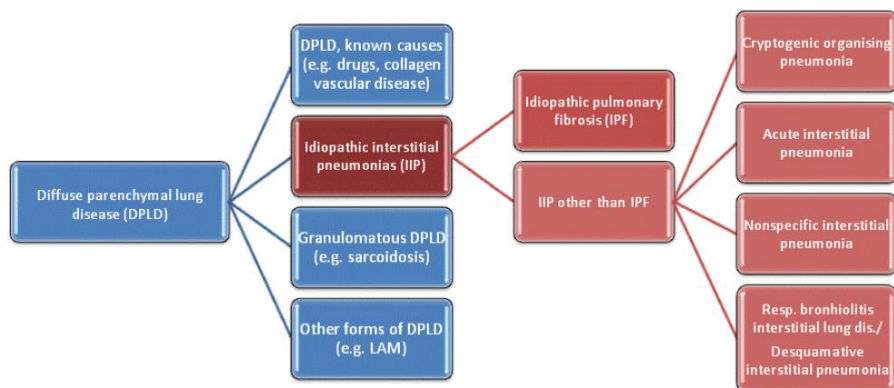 Diffuse parenchymal lung
disease (DPLD)
DPLD, known causes
(e.g. drugs, collagen
vascular disease)
Idiopathic interstitial
pneumonias (IIP)
Granulomatous DPLD
(e.g. sarcoidosis)
Other forms of DPLD
(e.g. LAM)
Idiopathic pulmonary
fibrosis (IPF)
IIP other than IPF
Cryptogenic organising
pneumonia
Acute interstitial
pneumonia
Nonspecific interstitial
pneumonia
Resp. bronhiolitis
interstitial lung dis./
Desquamative
interstitial pneumonia